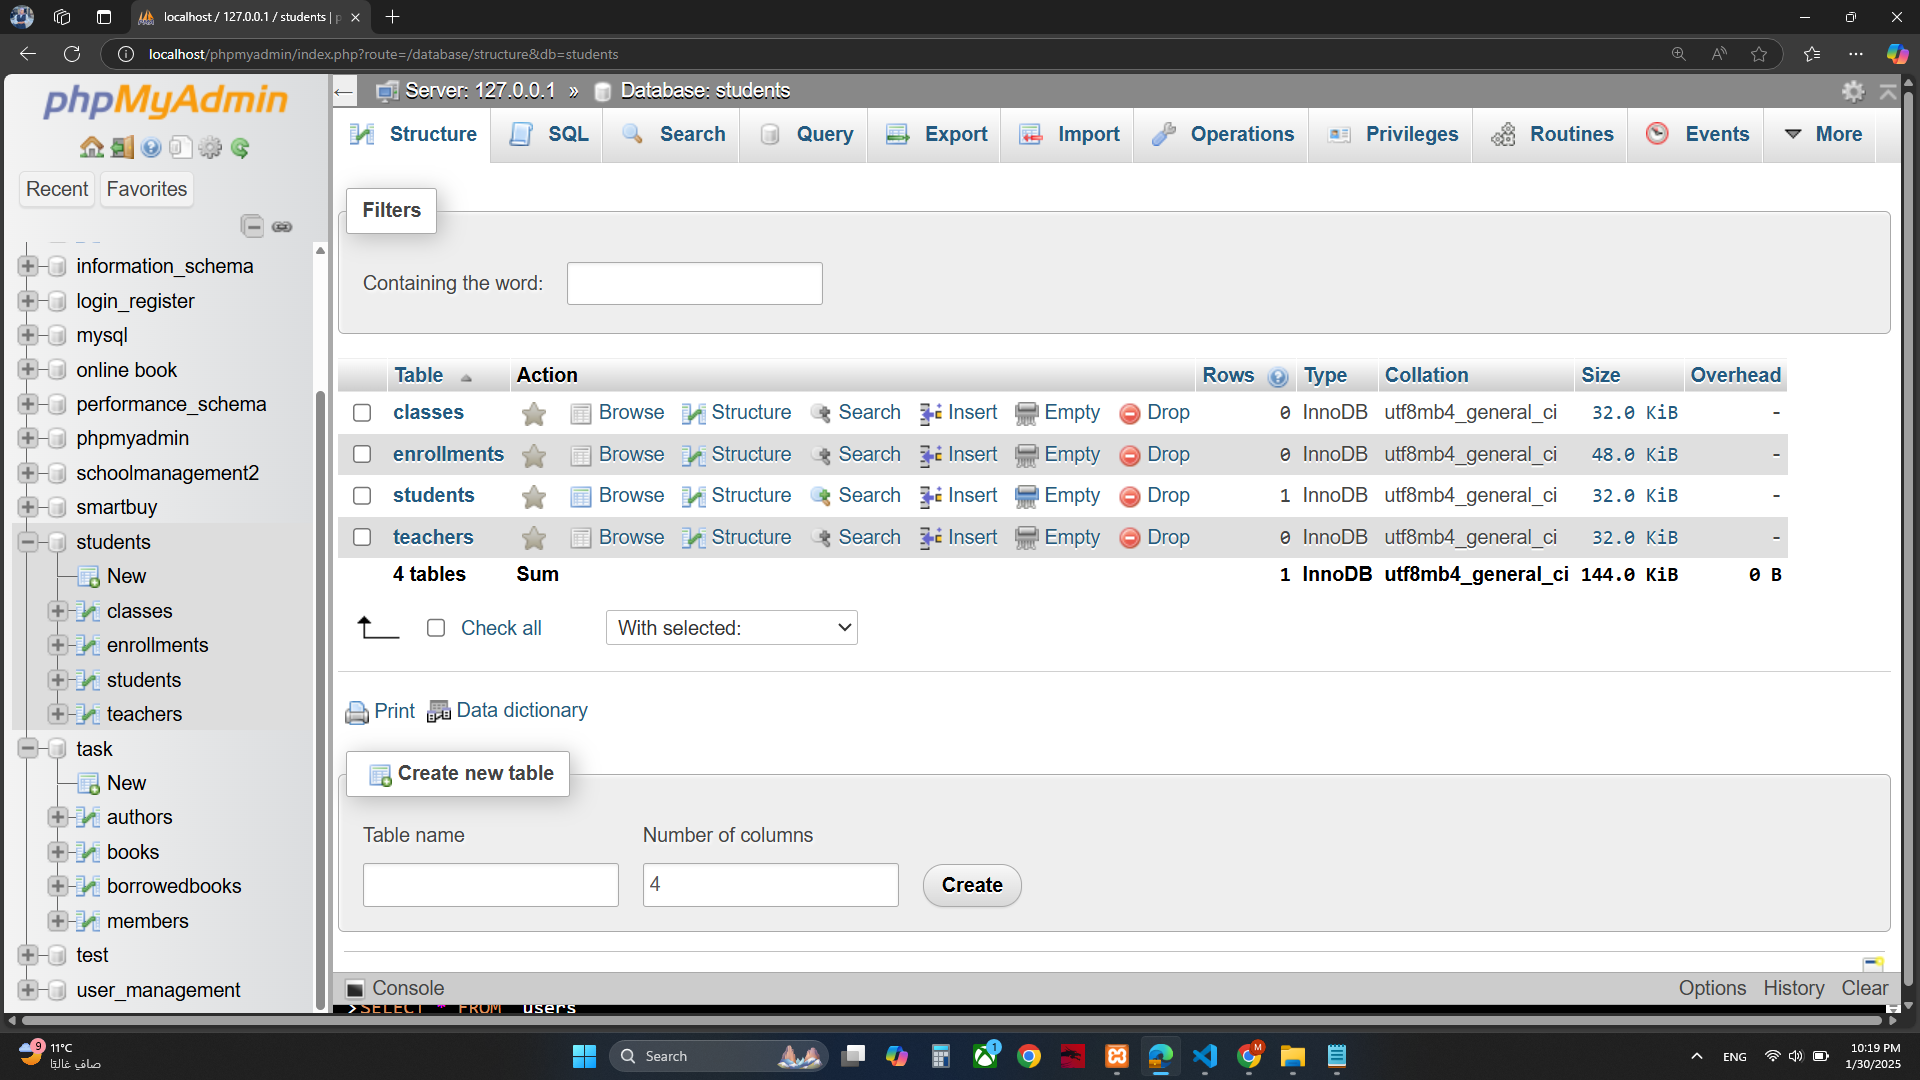 localhost / 127.0.0.1 / students | p
localhost/phpmyadmin/index.php?route=/database/structure&db=students
phpMyAdmin
Recent Favorites
information_schema
login_register
mysql
online book
performance_schema
phpmyadmin
schoolmanagement2
smartbuy
students
New
classes
enrollments
students
teachers
task
New
authors
books
borrowedbooks
members
test
user_management
Server: 127.0.0.1 » Database: students
Structure SQL Search Query Export Import Operations Privileges Routines Events More
Filters
Containing the word:
Table Action Rows Type Collation Size Overhead
classes Browse Structure Search Insert Empty Drop 0 InnoDB utf8mb4_general_ci 32.0 KiB -
enrollments Browse Structure Search Insert Empty Drop 0 InnoDB utf8mb4_general_ci 48.0 KiB -
students Browse Structure Search Insert Empty Drop 1 InnoDB utf8mb4_general_ci 32.0 KiB -
teachers Browse Structure Search Insert Empty Drop 0 InnoDB utf8mb4_general_ci 32.0 KiB -
4 tables Sum 1 InnoDB utf8mb4_general_ci 144.0 KiB 0 B
Check all With selected:
Print Data dictionary
Create new table
Table name Number of columns
4 Create
Console Options History Clear
>SELECT * FROM `users`
9 11°C
صافٍ غالبًا
Search
1
M
ENG
10:19 PM
1/30/2025